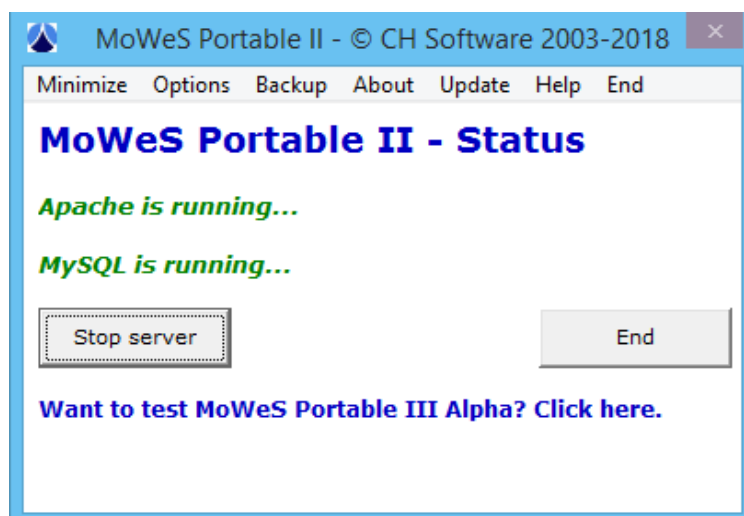 MoWeS Portable II - © CH Software 2003-2018
Minimize Options Backup About Update Help End
MoWeS Portable II - Status
Apache is running...
MySQL is running...
Stop server End
Want to test MoWeS Portable III Alpha? Click here.